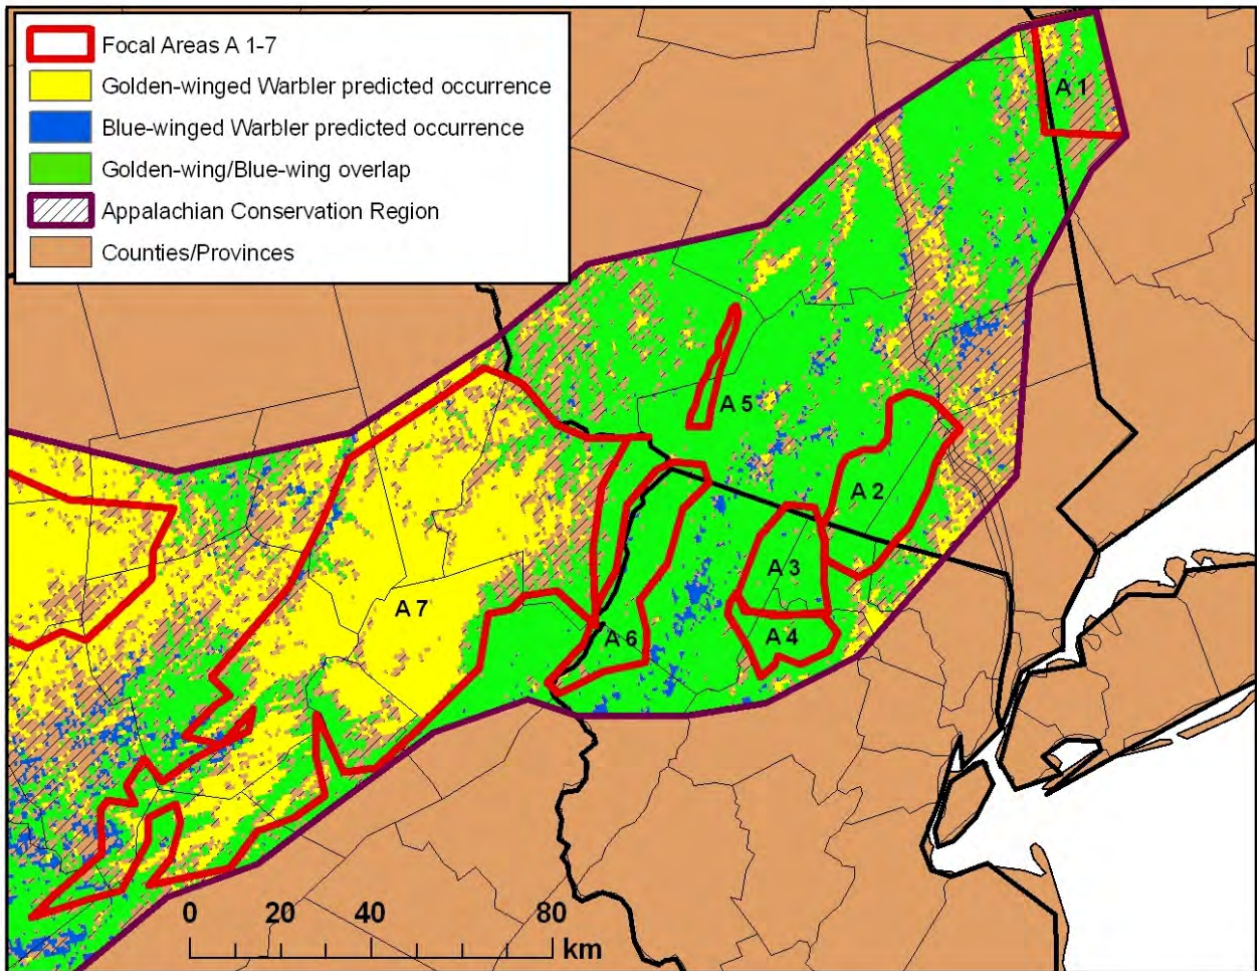 Focal Areas A 1-7
Golden-winged Warbler predicted occurrence
Blue-winged Warbler predicted occurrence
Golden-wing/Blue-wing overlap
Appalachian Conservation Region
Counties/Provinces
A 1
A 5
A 2
A 3
A 7
A 6
A 4
0 20 40 80
km